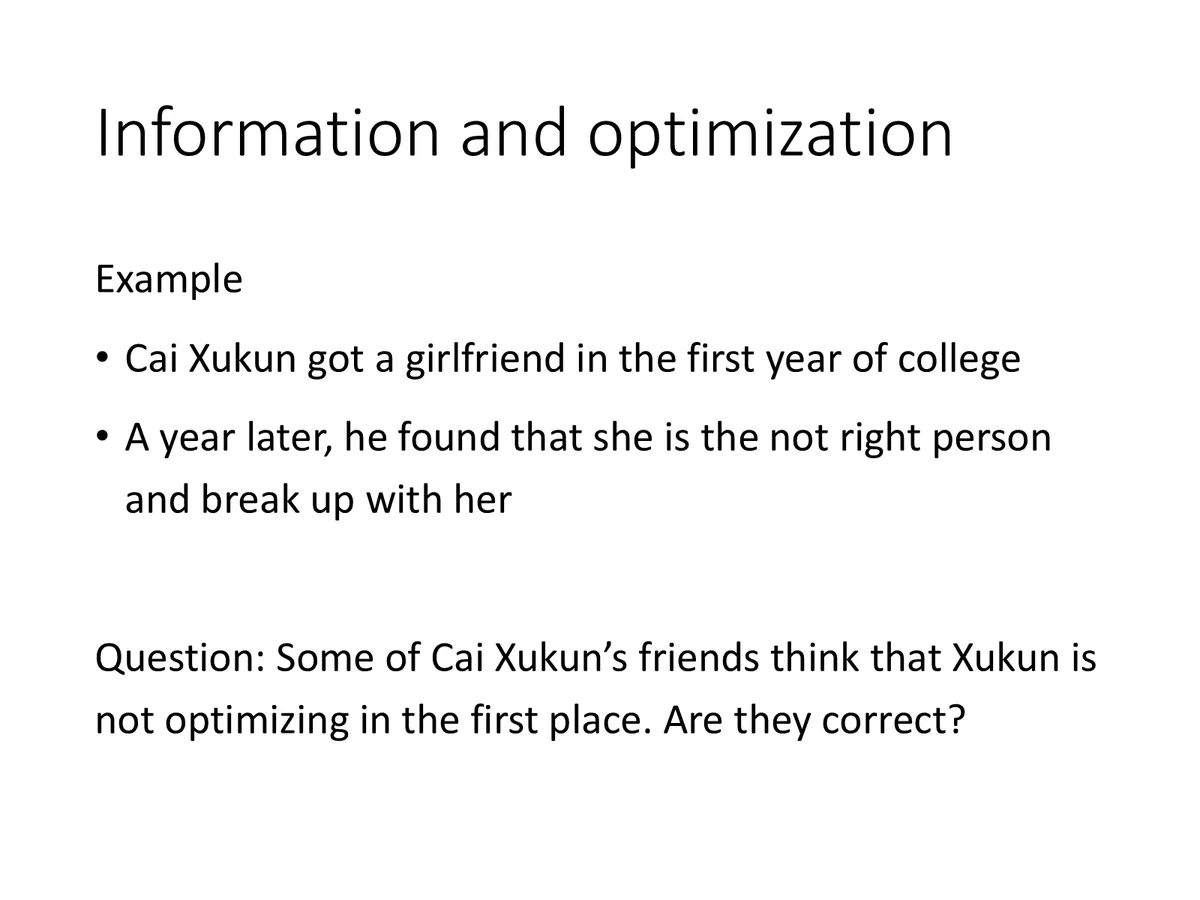 Information and optimization
Example
• Cai Xukun got a girlfriend in the first year of college
• A year later, he found that she is the not right person
and break up with her
Question: Some of Cai Xukun’s friends think that Xukun is
not optimizing in the first place. Are they correct?